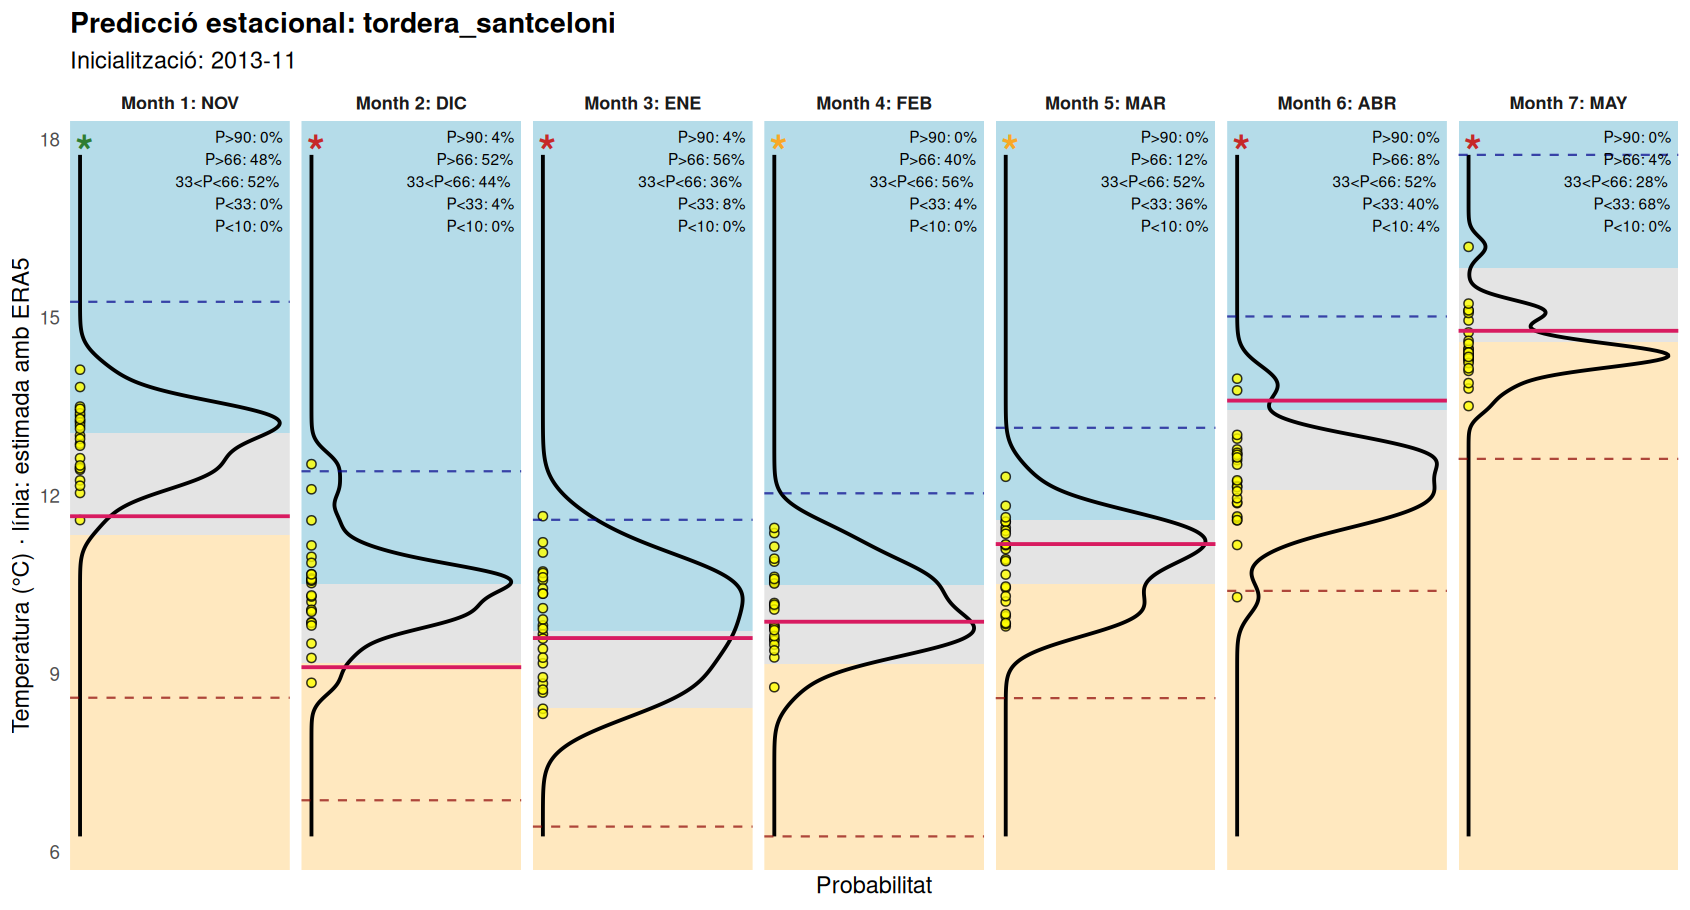 Predicció estacional: tordera_santceloni
Inicialització: 2013-11
Month 1: NOV
Month 2: DIC
Month 3: ENE
Month 4: FEB
Month 5: MAR
Month 6: ABR
Month 7: MAY
*
P>90: 0%
P>66: 48%
33<P<66: 52%
P<33: 0%
P<10: 0%
*
P>90: 4%
P>66: 52%
33<P<66: 44%
P<33: 4%
P<10: 0%
*
P>90: 4%
P>66: 56%
33<P<66: 36%
P<33: 8%
P<10: 0%
*
P>90: 0%
P>66: 40%
33<P<66: 56%
P<33: 4%
P<10: 0%
*
P>90: 0%
P>66: 12%
33<P<66: 52%
P<33: 36%
P<10: 0%
*
P>90: 0%
P>66: 8%
33<P<66: 52%
P<33: 40%
P<10: 4%
*
P>90: 0%
P>66: 4%
33<P<66: 28%
P<33: 68%
P<10: 0%
18
15
12
9
6
Temperatura (°C) · línia: estimada amb ERA5
Probabilitat